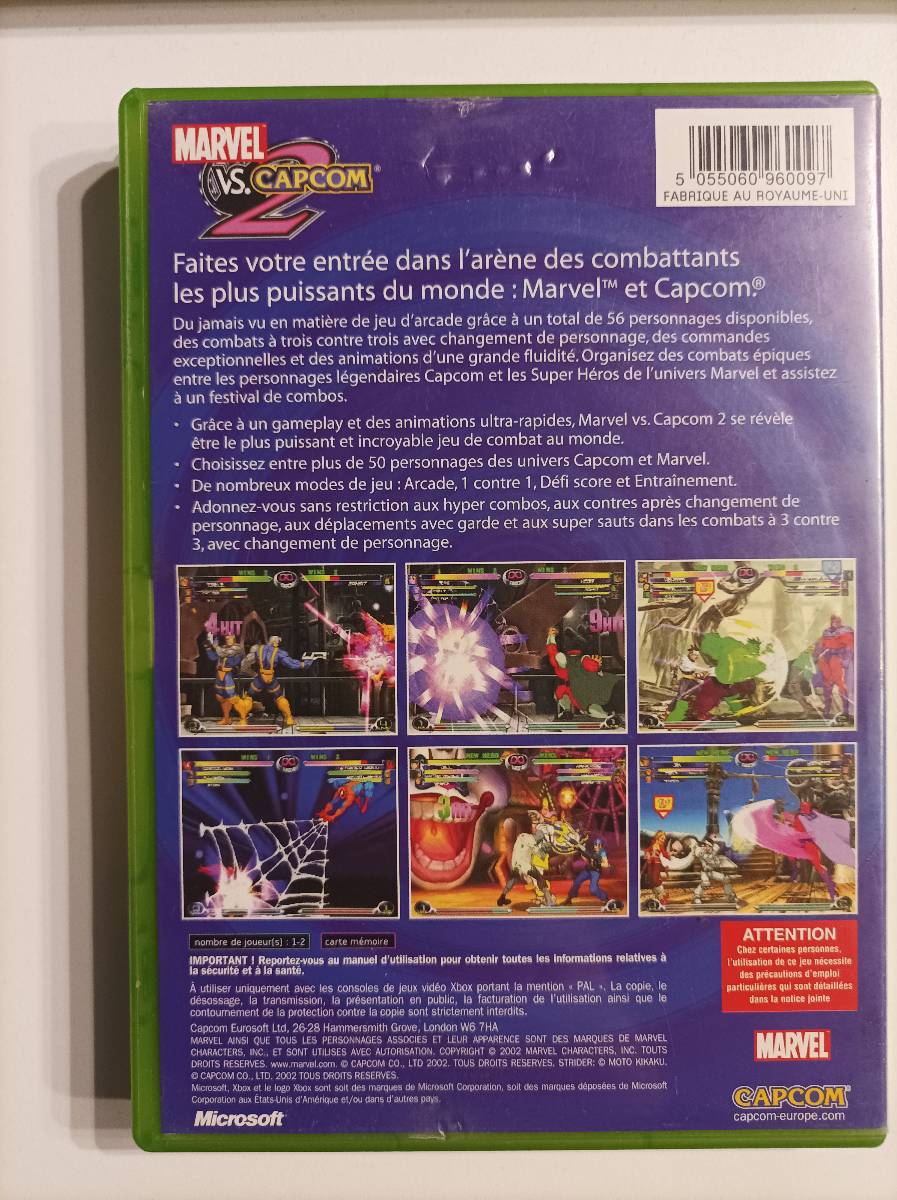 MARVEL
VS. CAPCOM
2
5 055060 960097
FABRIQUE AU ROYAUME-UNI
Faites votre entrée dans l'arène des combattants
les plus puissants du monde : Marvel™ et Capcom.®
Du jamais vu en matière de jeu d'arcade grâce à un total de 56 personnages disponibles,
des combats à trois contre trois avec changement de personnage, des commandes
exceptionnelles et des animations d'une grande fluidité. Organisez des combats épiques
entre les personnages légendaires Capcom et les Super Héros de l'univers Marvel et assistez
à un festival de combos.
• Grâce à un gameplay et des animations ultra-rapides, Marvel vs. Capcom 2 se révèle
être le plus puissant et incroyable jeu de combat au monde.
• Choisissez entre plus de 50 personnages des univers Capcom et Marvel.
• De nombreux modes de jeu : Arcade, 1 contre 1, Défi score et Entraînement.
• Adonnez-vous sans restriction aux hyper combos, aux contres après changement de
personnage, aux déplacements avec garde et aux super sauts dans les combats à 3 contre
3, avec changement de personnage.
4 HIT
9 HIT
nombre de joueur(s) : 1-2
carte mémoire
IMPORTANT ! Reportez-vous au manuel d'utilisation pour obtenir toutes les informations relatives à
la sécurité et à la santé.
À utiliser uniquement avec les consoles de jeux vidéo Xbox portant la mention « PAL ». La copie, le
désossage, la transmission, la présentation en public, la facturation de l'utilisation ainsi que le
contournement de la protection contre la copie sont strictement interdits.
Capcom Eurosoft Ltd, 26-28 Hammersmith Grove, London W6 7HA
MARVEL AINSI QUE TOUS LES PERSONNAGES ASSOCIES ET LEUR APPARENCE SONT DES MARQUES DE MARVEL
CHARACTERS, INC., ET SONT UTILISES AVEC AUTORISATION. COPYRIGHT © 2002 MARVEL CHARACTERS, INC. TOUTS
DROITS RESERVES. www.marvel.com. © CAPCOM CO., LTD 2002. TOUS DROITS RESERVES. STRIDER: © MOTO KIKAKU.
© CAPCOM CO., LTD. 2002 TOUS DROITS RESERVES.
Microsoft, Xbox et le logo Xbox sont soit des marques de Microsoft Corporation, soit des marques déposées de Microsoft
Corporation aux États-Unis d'Amérique et/ou dans d'autres pays.
Microsoft®
ATTENTION
Chez certaines personnes,
l'utilisation de ce jeu nécessite
des précautions d'emploi
particulières qui sont détaillées
dans la notice jointe
MARVEL
CAPCOM®
capcom-europe.com